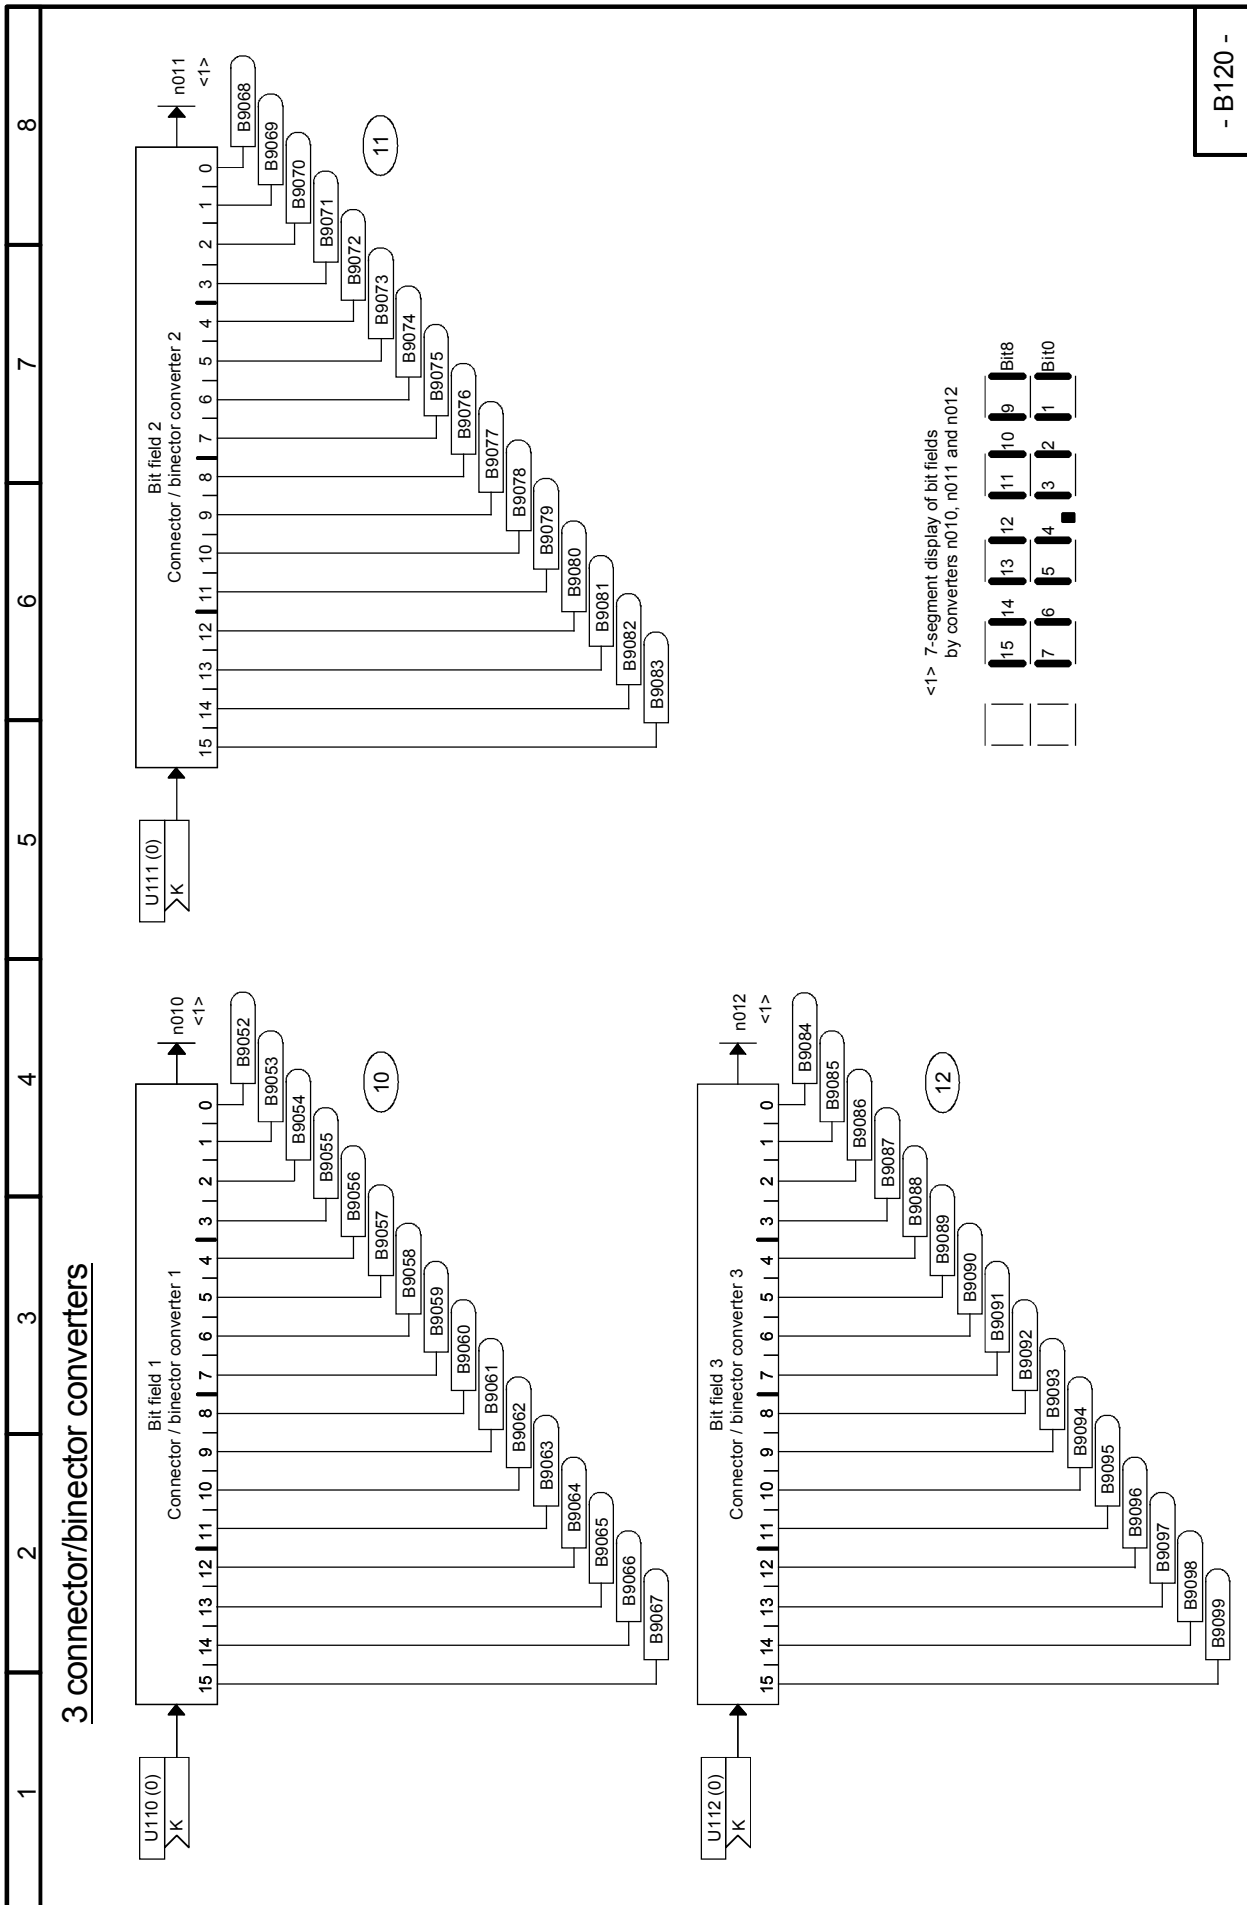 1 2 3 4 5 6 7 8
3 connector/binector converters
U110 (0)
K
Bit field 1
Connector / binector converter 1
15 14 13 12 11 10 9 8 7 6 5 4 3 2 1 0
n010
<1>
B9052
B9053
B9054
B9055
B9056
B9057
B9058
B9059
B9060
B9061
B9062
B9063
B9064
B9065
B9066
B9067
10
U111 (0)
K
Bit field 2
Connector / binector converter 2
15 14 13 12 11 10 9 8 7 6 5 4 3 2 1 0
n011
<1>
B9068
B9069
B9070
B9071
B9072
B9073
B9074
B9075
B9076
B9077
B9078
B9079
B9080
B9081
B9082
B9083
11
U112 (0)
K
Bit field 3
Connector / binector converter 3
15 14 13 12 11 10 9 8 7 6 5 4 3 2 1 0
n012
<1>
B9084
B9085
B9086
B9087
B9088
B9089
B9090
B9091
B9092
B9093
B9094
B9095
B9096
B9097
B9098
B9099
12
<1> 7-segment display of bit fields
by converters n010, n011 and n012
15 14 13 12 11 10 9 Bit8
7 6 5 4 3 2 1 Bit0
- B120 -